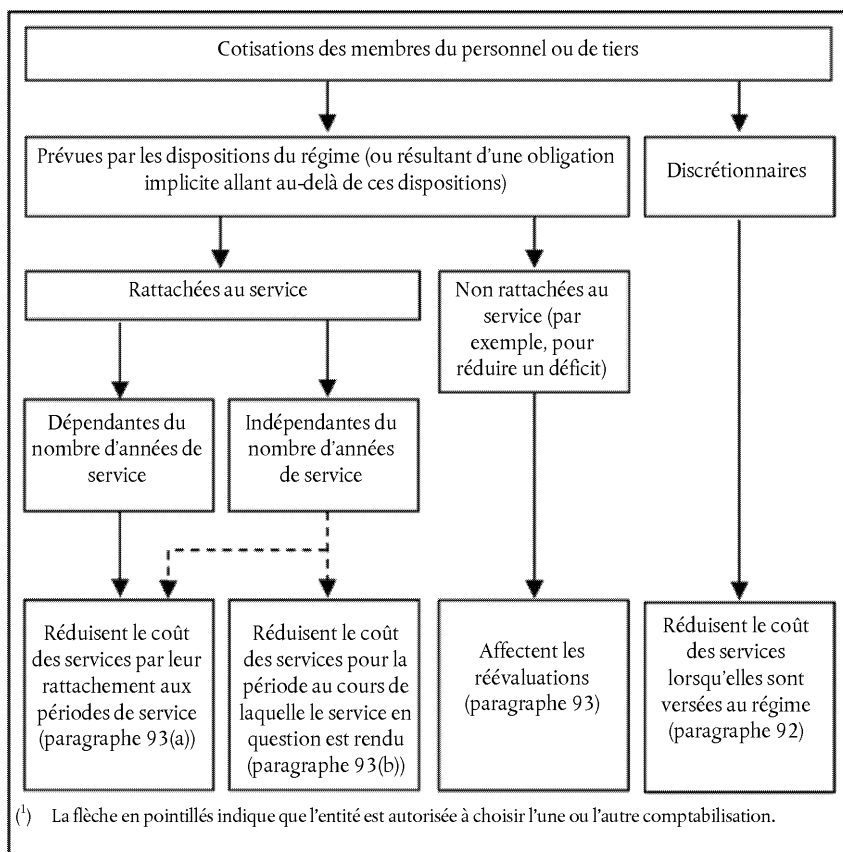 Cotisations des membres du personnel ou de tiers
Prévues par les dispositions du régime (ou résultant d'une obligation
implicite allant au-delà de ces dispositions)
Discrétionnaires
Rattachées au service
Non rattachées au
service (par
exemple, pour
réduire un déficit)
Dépendantes du
nombre d'années de
service
Indépendantes du
nombre d'années
de service
Réduisent le coût
des services par leur
rattachement aux
périodes de service
(paragraphe 93(a))
Réduisent le coût
des services pour la
période au cours de
laquelle le service en
question est rendu
(paragraphe 93(b))
Affectent les
réévaluations
(paragraphe 93)
Réduisent le coût
des services
lorsqu'elles sont
versées au régime
(paragraphe 92)
(¹) La flèche en pointillés indique que l'entité est autorisée à choisir l'une ou l'autre comptabilisation.